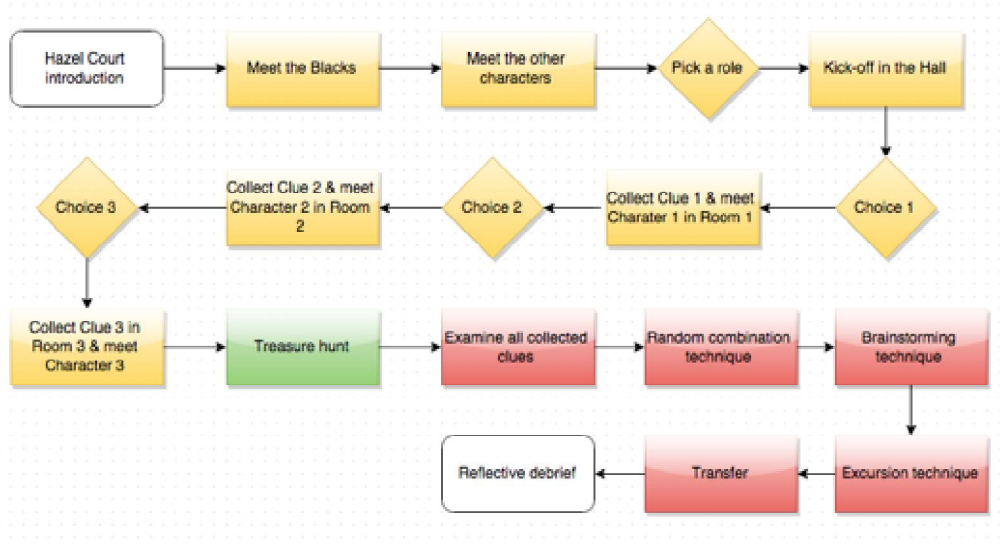 Hazel Court
introduction
Meet the Blacks
Meet the other
characters
Pick a role
Kick-off in the Hall
Choice 3
Collect Clue 2 & meet
Character 2 in Room
2
Choice 2
Collect Clue 1 & meet
Charater 1 in Room 1
Choice 1
Collect Clue 3 in
Room 3 & meet
Character 3
Treasure hunt
Examine all collected
clues
Random combination
technique
Brainstorming
technique
Reflective debrief
Transfer
Excursion technique